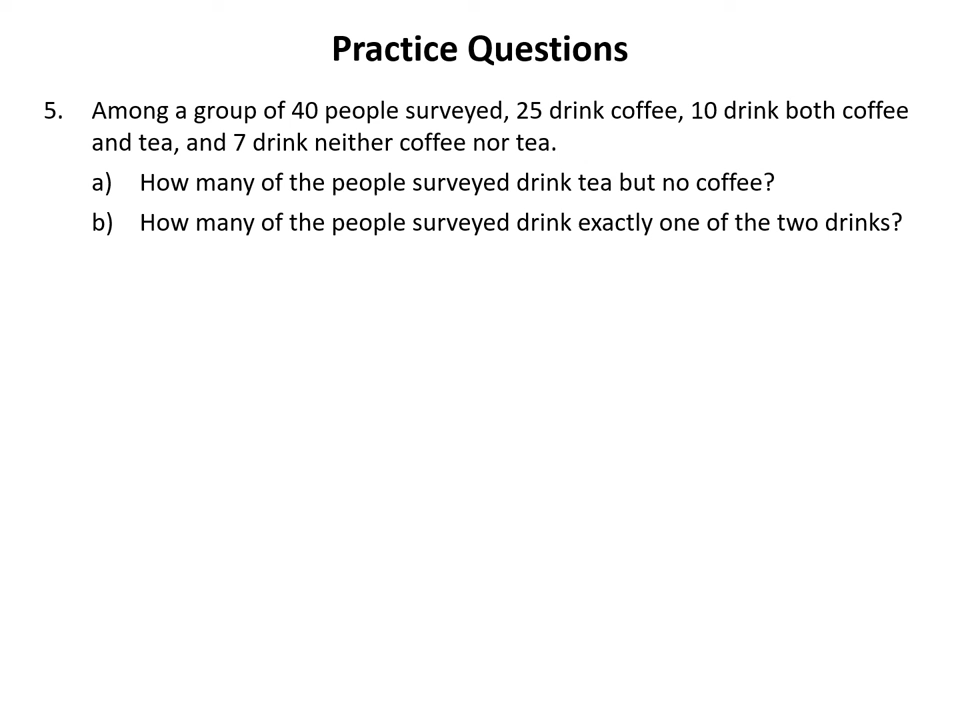 Practice Questions
5. Among a group of 40 people surveyed, 25 drink coffee, 10 drink both coffee
and tea, and 7 drink neither coffee nor tea.
a) How many of the people surveyed drink tea but no coffee?
b) How many of the people surveyed drink exactly one of the two drinks?